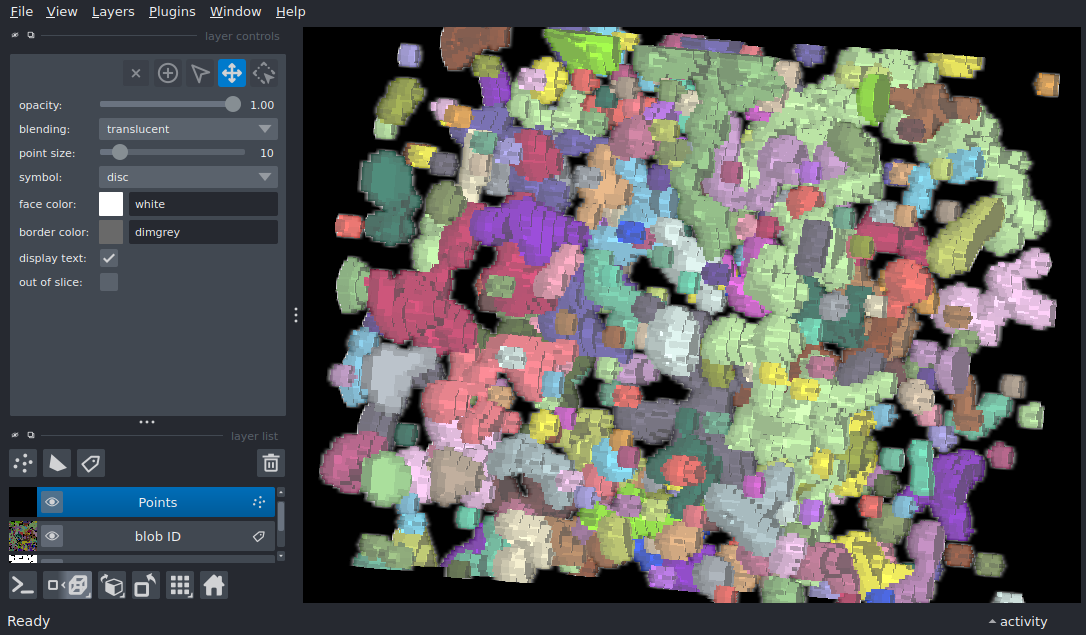 File View Layers Plugins Window Help
layer controls
opacity: 1.00
blending: translucent
point size: 10
symbol: disc
face color: white
border color: dimgrey
display text:
out of slice:
layer list
Points
blob ID
Ready activity